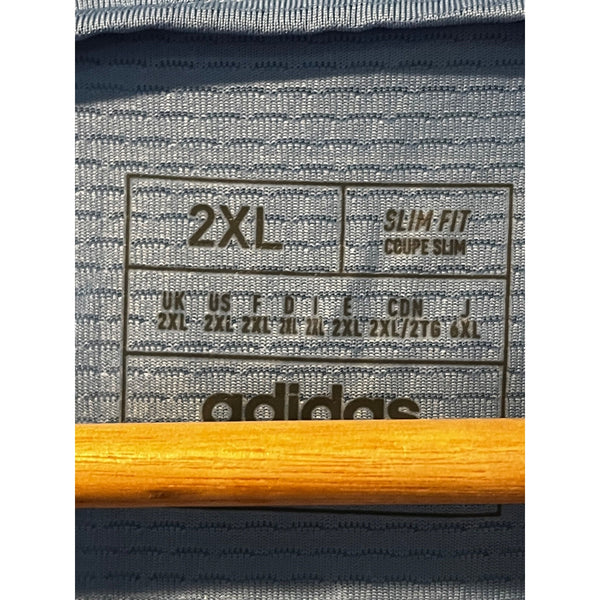 2XL
SLIM FIT
COUPE SLIM
UK US F D I E CDN J
2XL 2XL 2XL 2XL 2XL 2XL 2XL/2TG 6XL
adidas